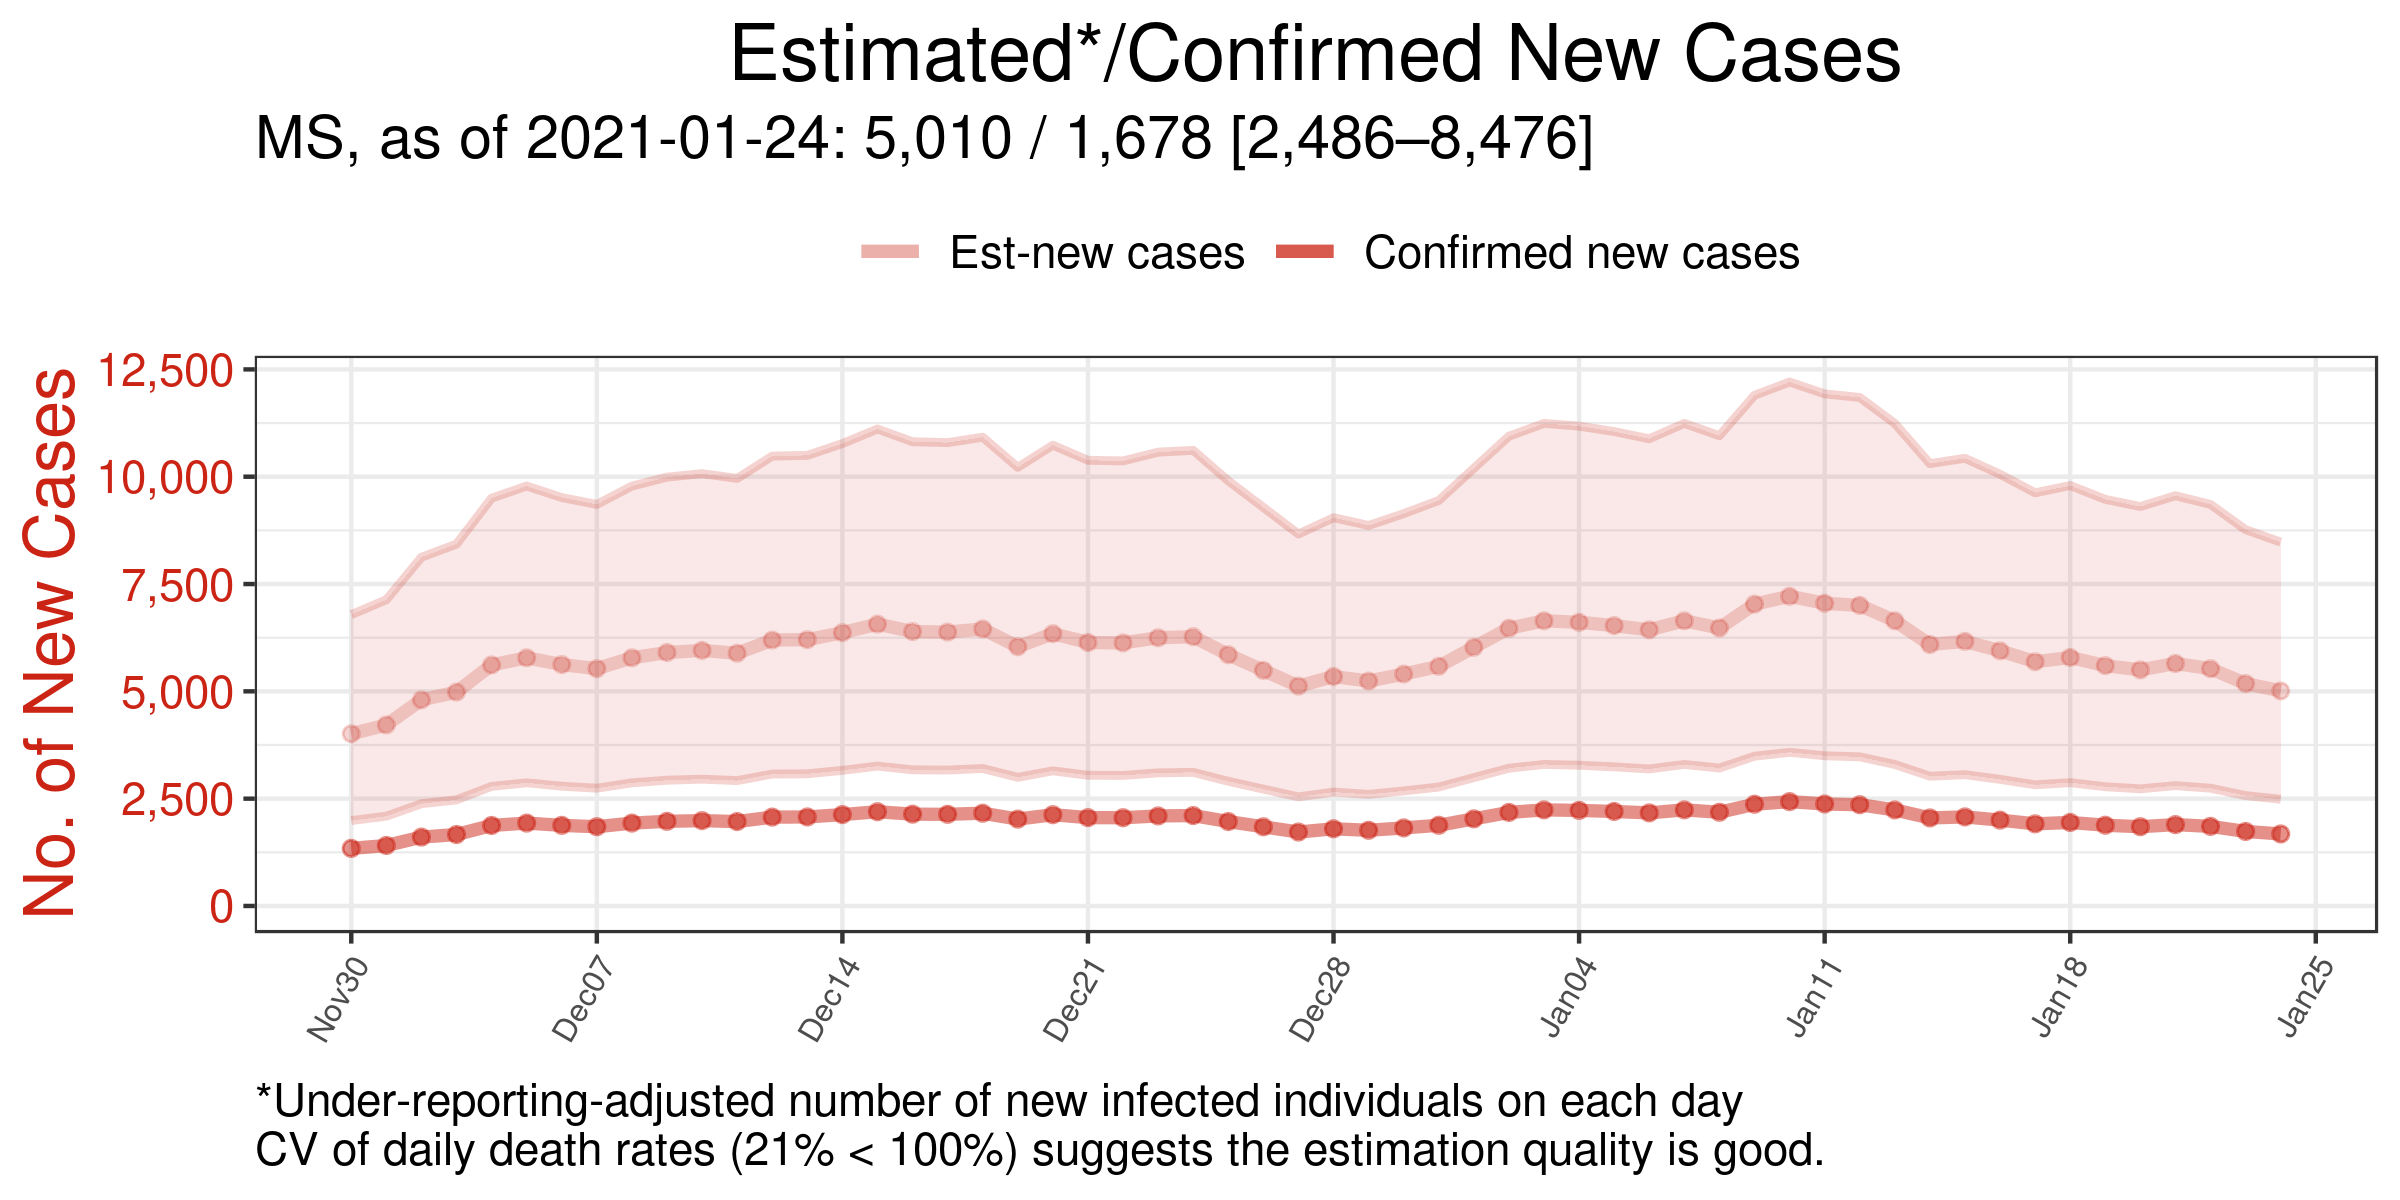 Estimated*/Confirmed New Cases
MS, as of 2021-01-24: 5,010 / 1,678 [2,486–8,476]
Est-new cases
Confirmed new cases
No. of New Cases
12,500
10,000
7,500
5,000
2,500
0
Nov30
Dec07
Dec14
Dec21
Dec28
Jan04
Jan11
Jan18
Jan25
*Under-reporting-adjusted number of new infected individuals on each day
CV of daily death rates (21% < 100%) suggests the estimation quality is good.